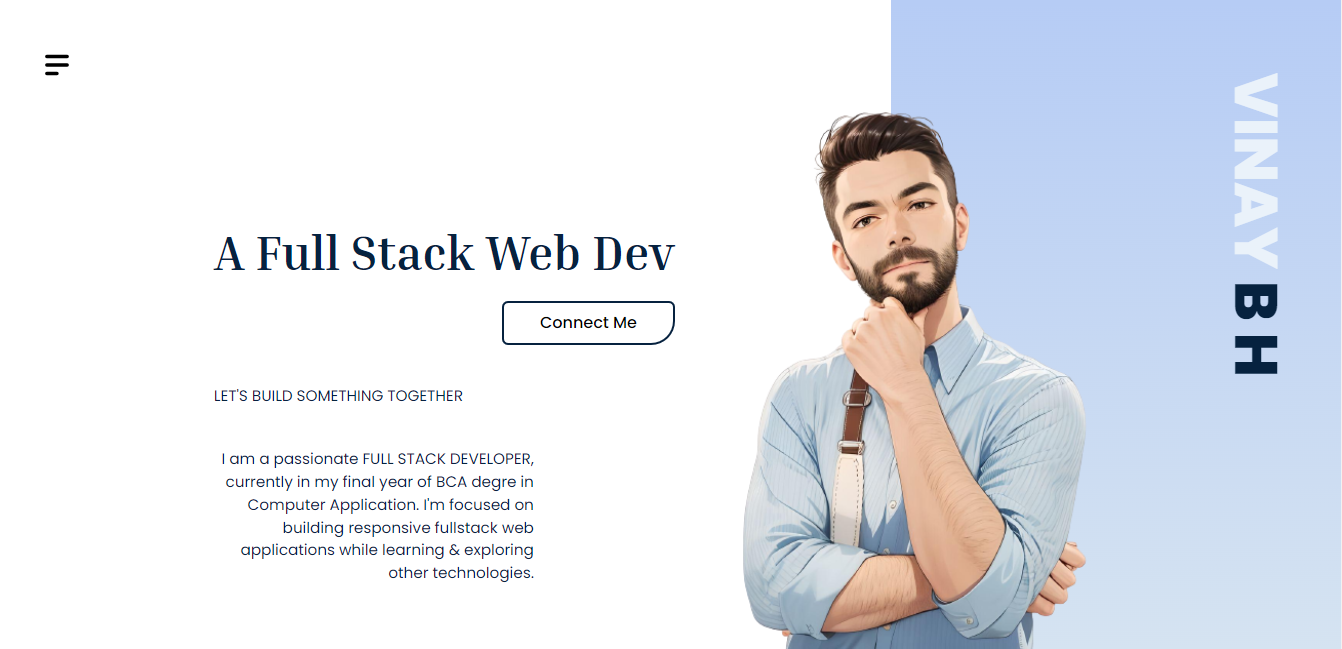 A Full Stack Web Dev
Connect Me
LET'S BUILD SOMETHING TOGETHER
I am a passionate FULL STACK DEVELOPER,
currently in my final year of BCA degre in
Computer Application. I'm focused on
building responsive fullstack web
applications while learning & exploring
other technologies.
VINAY BH